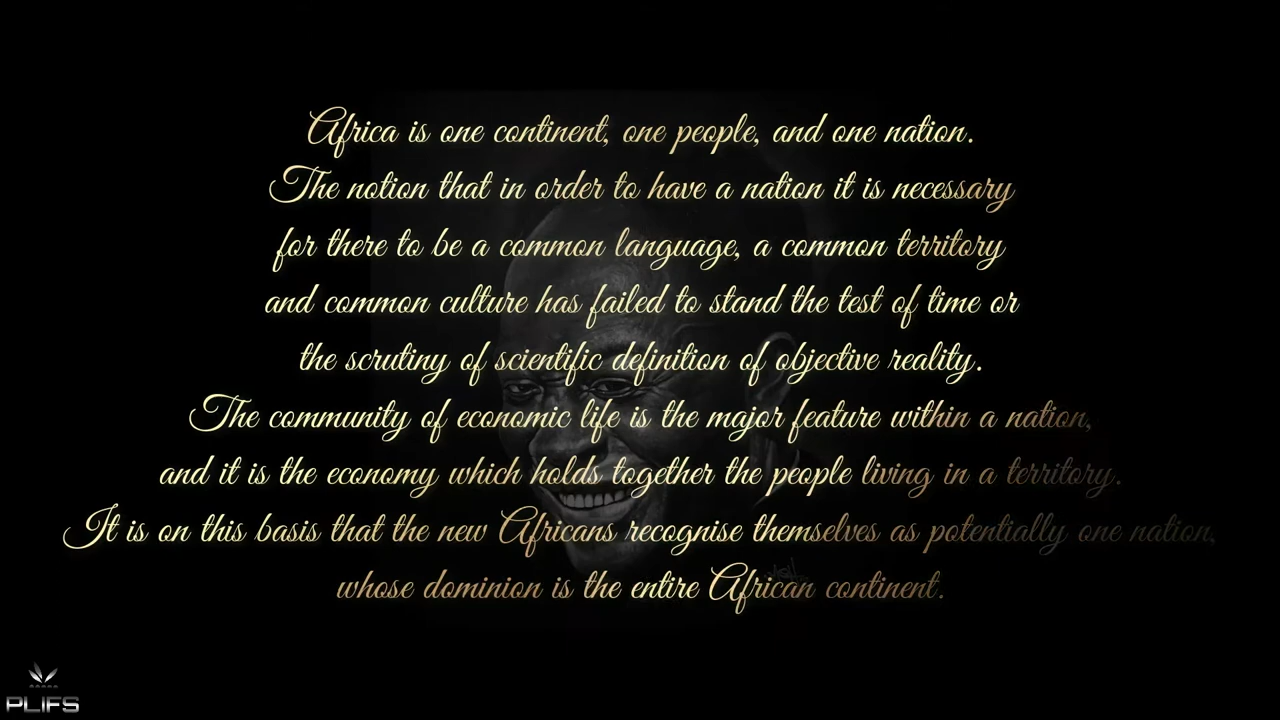 Africa is one continent, one people, and one nation.
The notion that in order to have a nation it is necessary
for there to be a common language, a common territory
and common culture has failed to stand the test of time or
the scrutiny of scientific definition of objective reality.
The community of economic life is the major feature within a nation,
and it is the economy which holds together the people living in a territory.
It is on this basis that the new Africans recognise themselves as potentially one nation,
whose dominion is the entire African continent.
PLIFS